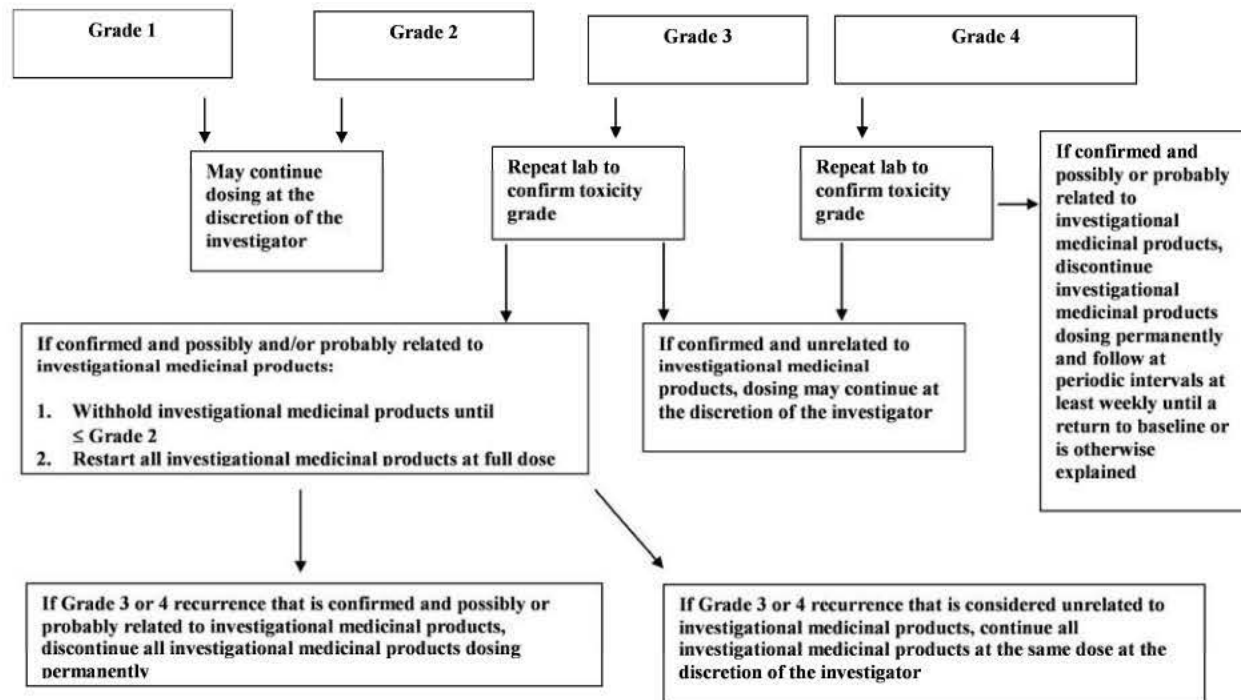 Grade 1
Grade 2
Grade 3
Grade 4
May continue
dosing at the
discretion of the
investigator
Repeat lab to
confirm toxicity
grade
Repeat lab to
confirm toxicity
grade
If confirmed and
possibly or probably
related to
investigational
medicinal products,
discontinue
investigational
medicinal products
dosing permanently
and follow at
periodic intervals at
least weekly until a
return to baseline or
is otherwise
explained
If confirmed and possibly and/or probably related to
investigational medicinal products:
1. Withhold investigational medicinal products until
≤ Grade 2
2. Restart all investigational medicinal products at full dose
If confirmed and unrelated to
investigational medicinal
products, dosing may continue at
the discretion of the investigator
If Grade 3 or 4 recurrence that is confirmed and possibly or
probably related to investigational medicinal products,
discontinue all investigational medicinal products dosing
permanently
If Grade 3 or 4 recurrence that is considered unrelated to
investigational medicinal products, continue all
investigational medicinal products at the same dose at the
discretion of the investigator